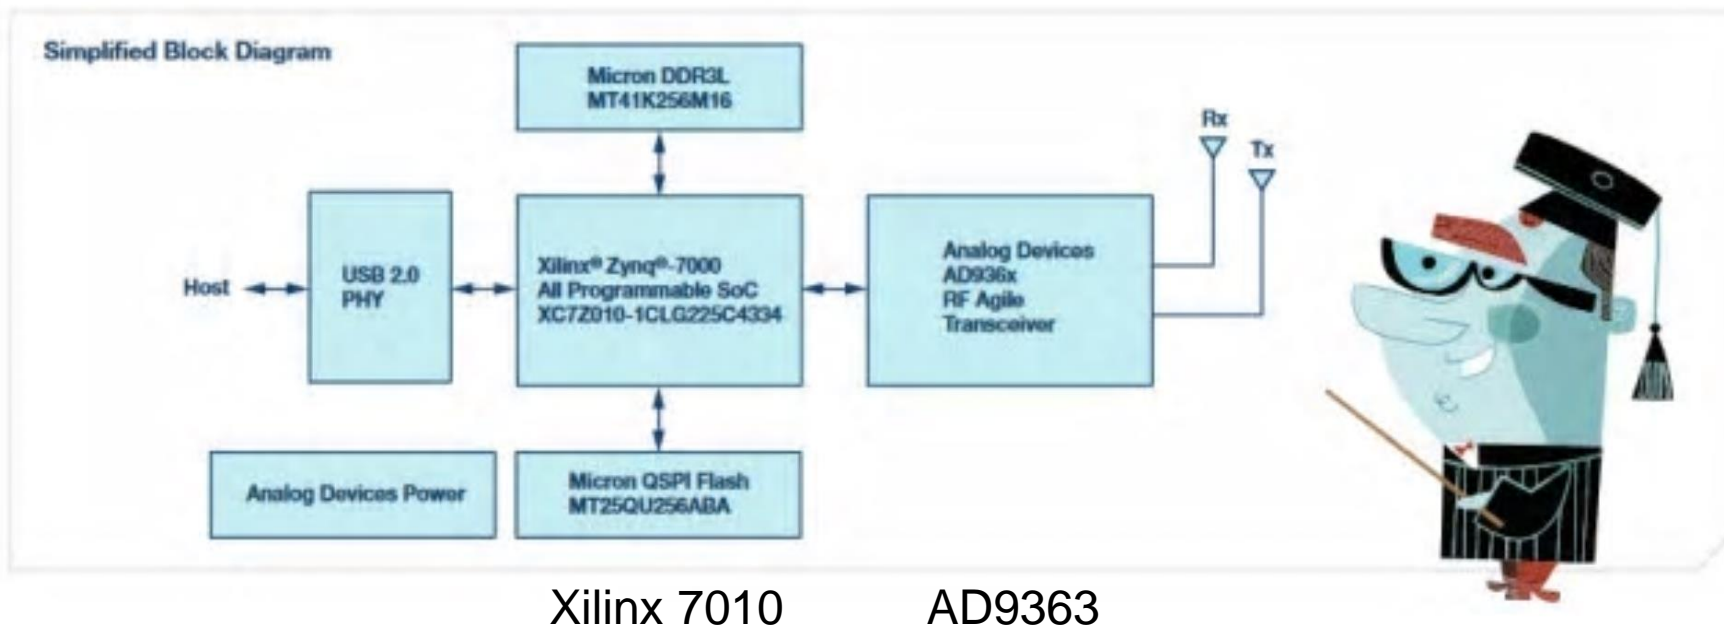 Simplified Block Diagram
Micron DDR3L
MT41K256M16
Rx
Tx
Host
USB 2.0
PHY
Xilinx® Zynq®-7000
All Programmable SoC
XC7Z010-1CLG225C4334
Analog Devices
AD936x
RF Agile
Transceiver
Analog Devices Power
Micron QSPI Flash
MT25QU256ABA
Xilinx 7010
AD9363